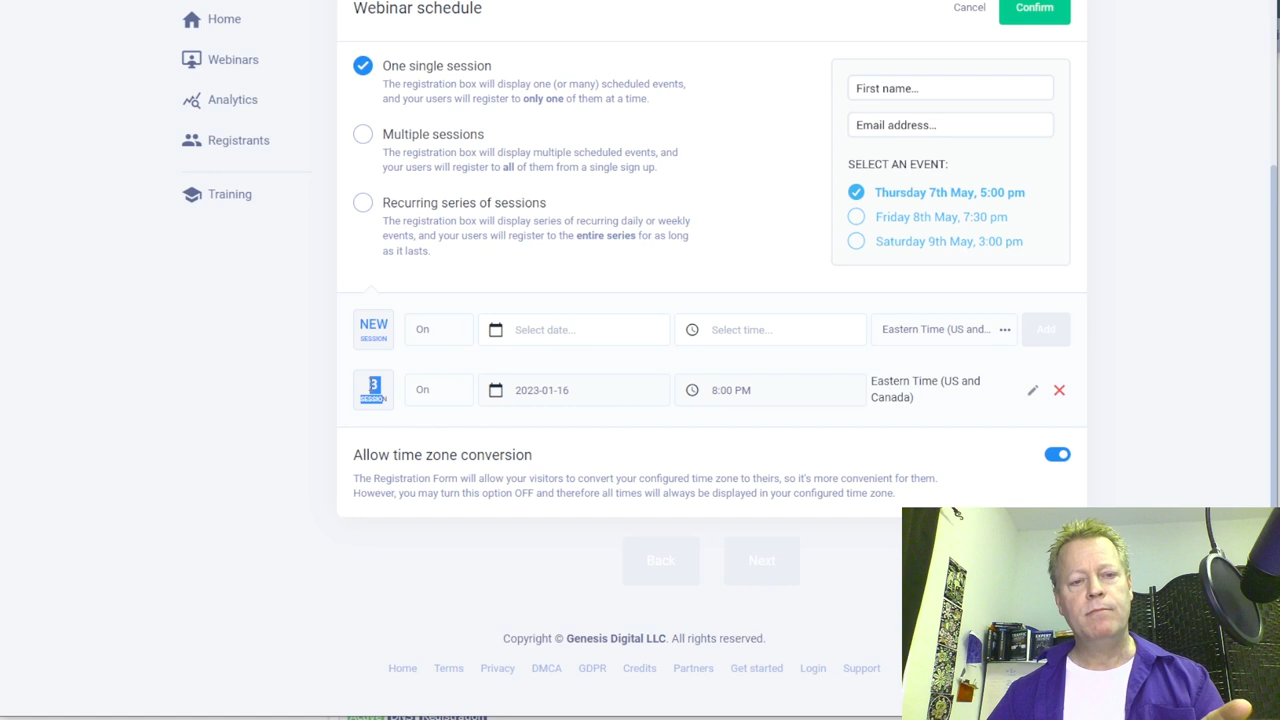 Home
Webinars
Analytics
Registrants
Training
Webinar schedule
Cancel
Confirm
One single session
The registration box will display one (or many) scheduled events,
and your users will register to only one of them at a time.
Multiple sessions
The registration box will display multiple scheduled events, and
your users will register to all of them from a single sign up.
Recurring series of sessions
The registration box will display series of recurring daily or weekly
events, and your users will register to the entire series for as long
as it lasts.
First name...
Email address...
SELECT AN EVENT:
Thursday 7th May, 5:00 pm
Friday 8th May, 7:30 pm
Saturday 9th May, 3:00 pm
NEW
SESSION
On
Select date...
Select time...
Eastern Time (US and...
Add
3
SESSION
On
2023-01-16
8:00 PM
Eastern Time (US and
Canada)
Allow time zone conversion
The Registration Form will allow your visitors to convert your configured time zone to theirs, so it's more convenient for them.
However, you may turn this option OFF and therefore all times will always be displayed in your configured time zone.
Back
Next
Copyright © Genesis Digital LLC. All rights reserved.
Home Terms Privacy DMCA GDPR Credits Partners Get started Login Support